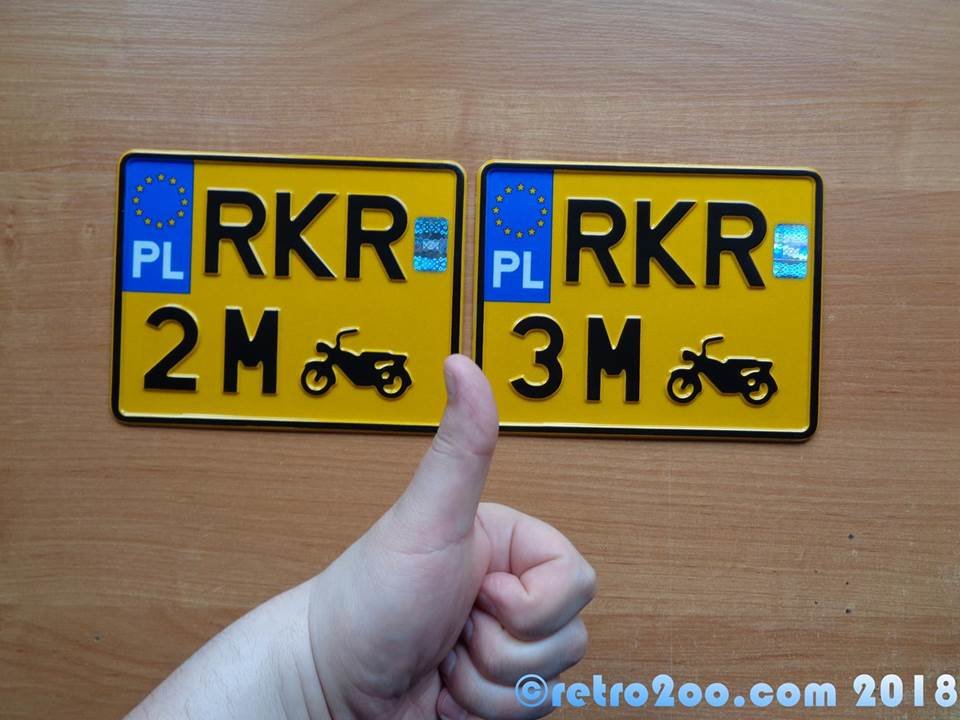 PL RKR
2M
PL RKR
3M
©retro2oo.com 2018